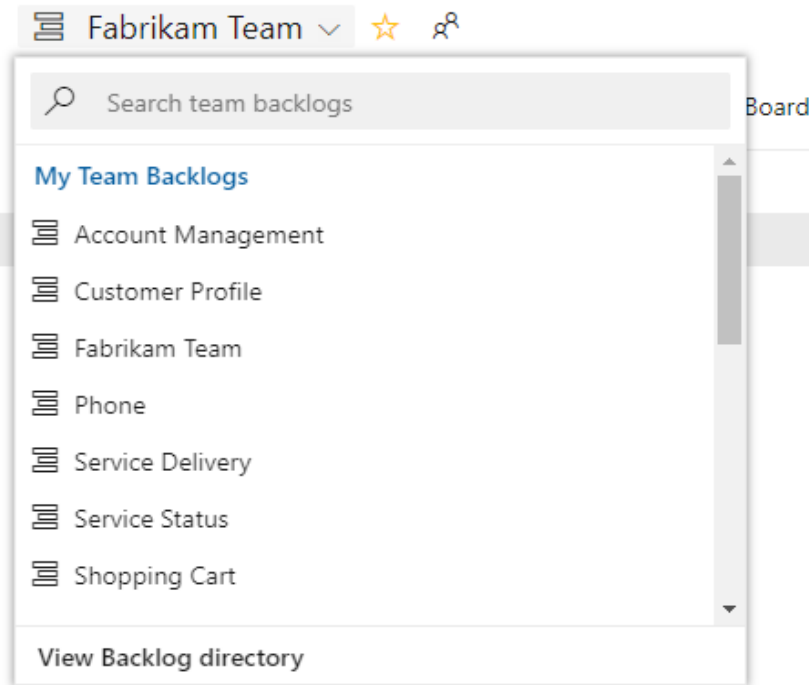 Fabrikam Team
Search team backlogs
Board
My Team Backlogs
Account Management
Customer Profile
Fabrikam Team
Phone
Service Delivery
Service Status
Shopping Cart
View Backlog directory